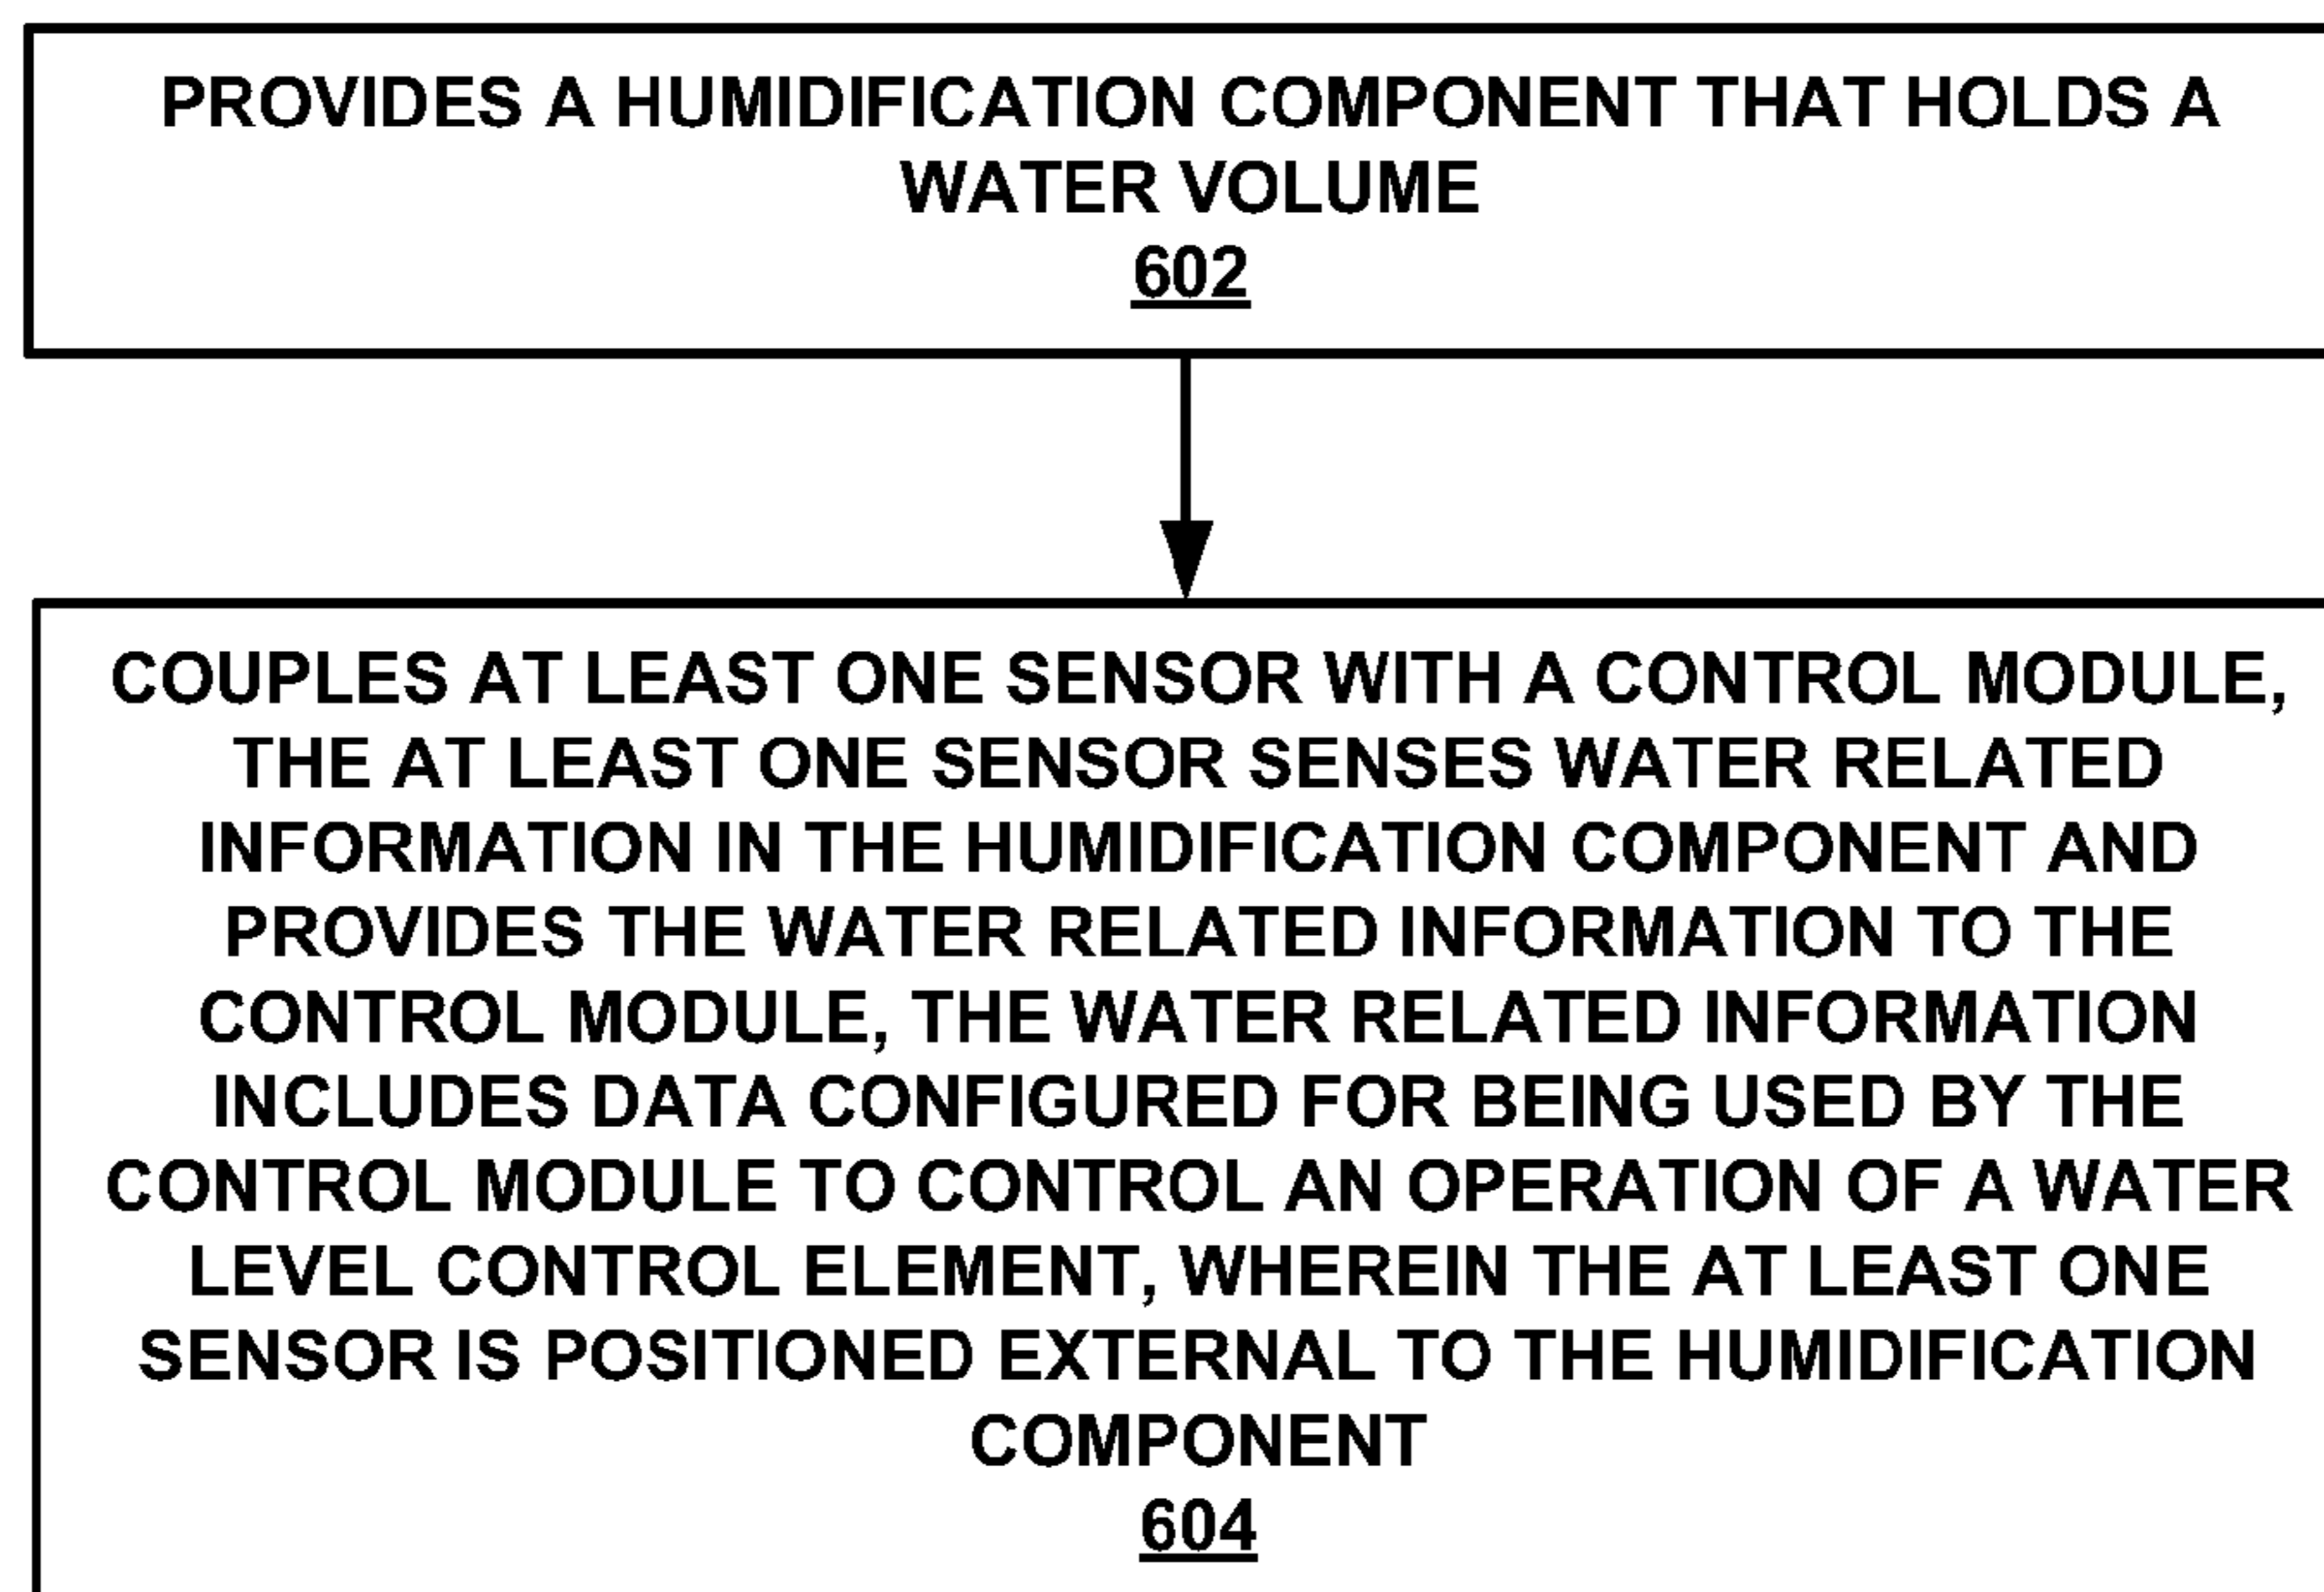 PROVIDES A HUMIDIFICATION COMPONENT THAT HOLDS A
WATER VOLUME
602
COUPLES AT LEAST ONE SENSOR WITH A CONTROL MODULE,
THE AT LEAST ONE SENSOR SENSES WATER RELATED
INFORMATION IN THE HUMIDIFICATION COMPONENT AND
PROVIDES THE WATER RELATED INFORMATION TO THE
CONTROL MODULE, THE WATER RELATED INFORMATION
INCLUDES DATA CONFIGURED FOR BEING USED BY THE
CONTROL MODULE TO CONTROL AN OPERATION OF A WATER
LEVEL CONTROL ELEMENT, WHEREIN THE AT LEAST ONE
SENSOR IS POSITIONED EXTERNAL TO THE HUMIDIFICATION
COMPONENT
604